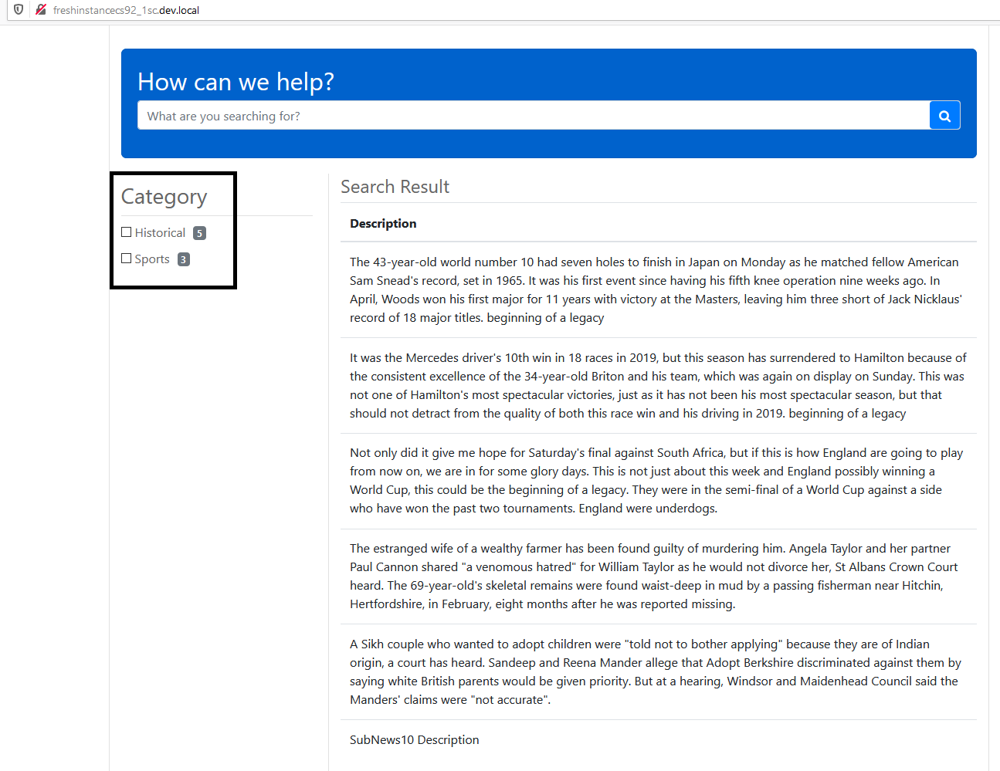 freshinstancecs92_1sc.dev.local
How can we help?
What are you searching for?
Category
Historical 5
Sports 3
Search Result
Description
The 43-year-old world number 10 had seven holes to finish in Japan on Monday as he matched fellow American
Sam Snead's record, set in 1965. It was his first event since having his fifth knee operation nine weeks ago. In
April, Woods won his first major for 11 years with victory at the Masters, leaving him three short of Jack Nicklaus'
record of 18 major titles. beginning of a legacy
It was the Mercedes driver's 10th win in 18 races in 2019, but this season has surrendered to Hamilton because of
the consistent excellence of the 34-year-old Briton and his team, which was again on display on Sunday. This was
not one of Hamilton's most spectacular victories, just as it has not been his most spectacular season, but that
should not detract from the quality of both this race win and his driving in 2019. beginning of a legacy
Not only did it give me hope for Saturday's final against South Africa, but if this is how England are going to play
from now on, we are in for some glory days. This is not just about this week and England possibly winning a
World Cup, this could be the beginning of a legacy. They were in the semi-final of a World Cup against a side
who have won the past two tournaments. England were underdogs.
The estranged wife of a wealthy farmer has been found guilty of murdering him. Angela Taylor and her partner
Paul Cannon shared "a venomous hatred" for William Taylor as he would not divorce her, St Albans Crown Court
heard. The 69-year-old's skeletal remains were found waist-deep in mud by a passing fisherman near Hitchin,
Hertfordshire, in February, eight months after he was reported missing.
A Sikh couple who wanted to adopt children were "told not to bother applying" because they are of Indian
origin, a court has heard. Sandeep and Reena Mander allege that Adopt Berkshire discriminated against them by
saying white British parents would be given priority. But at a hearing, Windsor and Maidenhead Council said the
Manders' claims were "not accurate".
SubNews10 Description